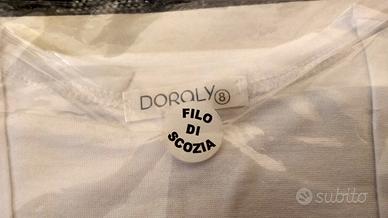 DORALY 8
FILO
DI
SCOZIA
subito